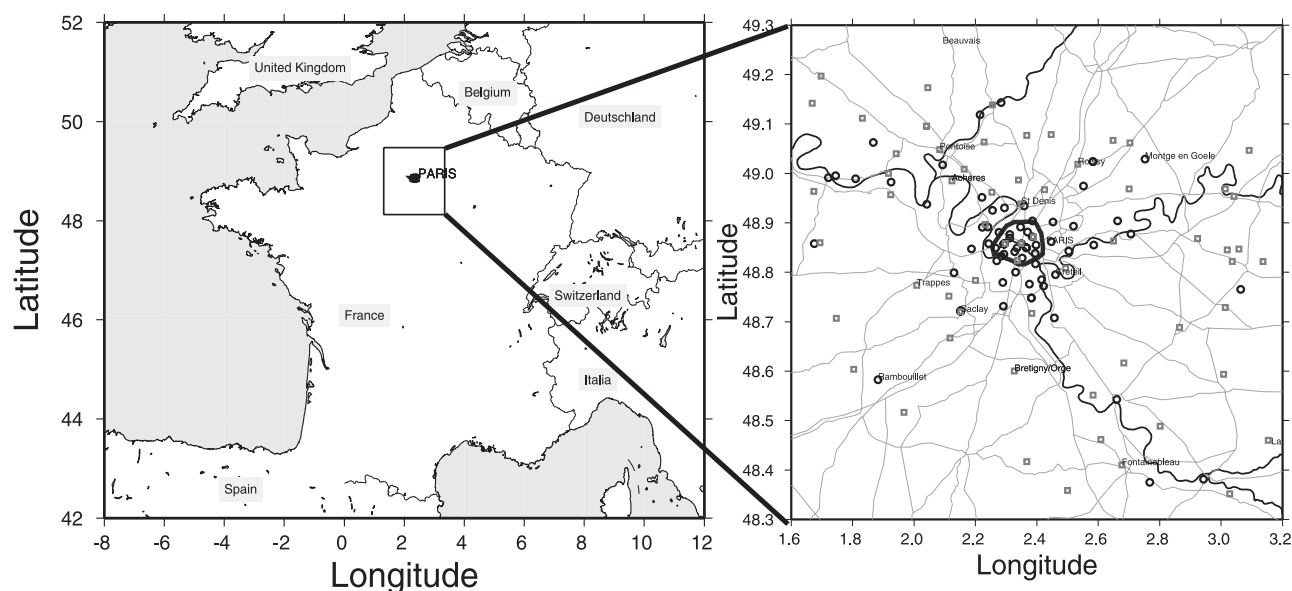 52
50
48
46
44
42
Latitude
-8 -6 -4 -2 0 2 4 6 8 10 12
Longitude
United Kingdom
Belgium
Deutschland
PARIS
Switzerland
France
Italia
Spain
49.3
49.2
49.1
49.0
48.9
48.8
48.7
48.6
48.5
48.4
48.3
Latitude
1.6 1.8 2.0 2.2 2.4 2.6 2.8 3.0 3.2
Longitude
Beauvais
Pontoise
Roissy
Montge en Goele
Acheres
St Denis
PARIS
Creteil
Trappes
Saclay
Bretigny/Orge
Rambouillet
Fontainebleau
La